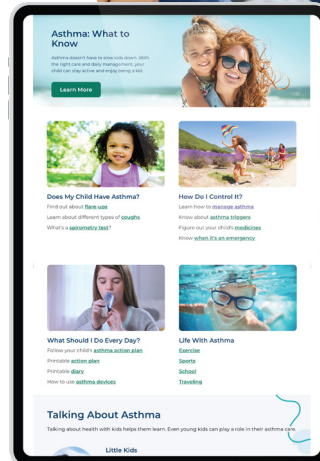 Asthma: What to
Know
Asthma doesn't have to slow kids down. With
the right care and daily management, your
child can stay active and enjoy being a kid.
Learn More
Does My Child Have Asthma?
Find out about flare-ups
Learn about different types of coughs
What's a spirometry test?
How Do I Control It?
Learn how to manage asthma
Know about asthma triggers
Figure out your child's medicines
Know when it's an emergency
What Should I Do Every Day?
Follow your child's asthma action plan
Printable action plan
Printable diary
How to use asthma devices
Life With Asthma
Exercise
Sports
School
Traveling
Talking About Asthma
Talking about health with kids helps them learn. Even young kids can play a role in their asthma care.
Little Kids